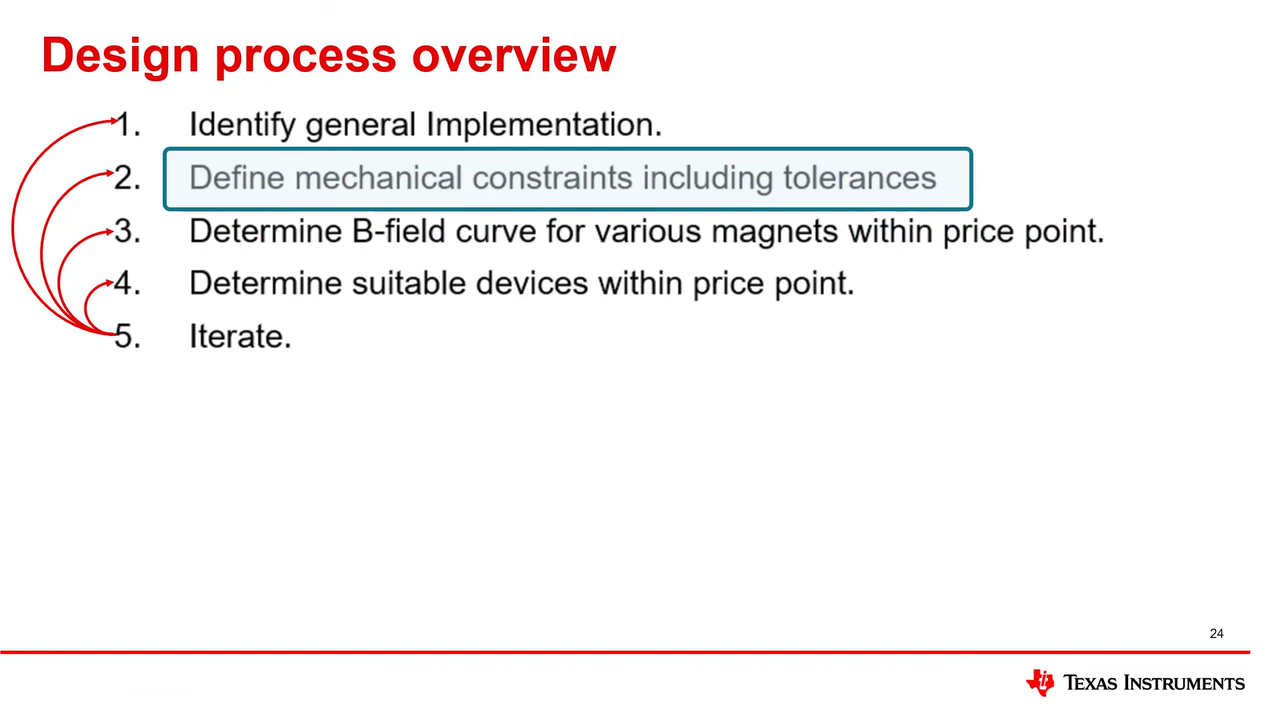 Design process overview
1. Identify general Implementation.
2. Define mechanical constraints including tolerances
3. Determine B-field curve for various magnets within price point.
4. Determine suitable devices within price point.
5. Iterate.
24
TEXAS INSTRUMENTS